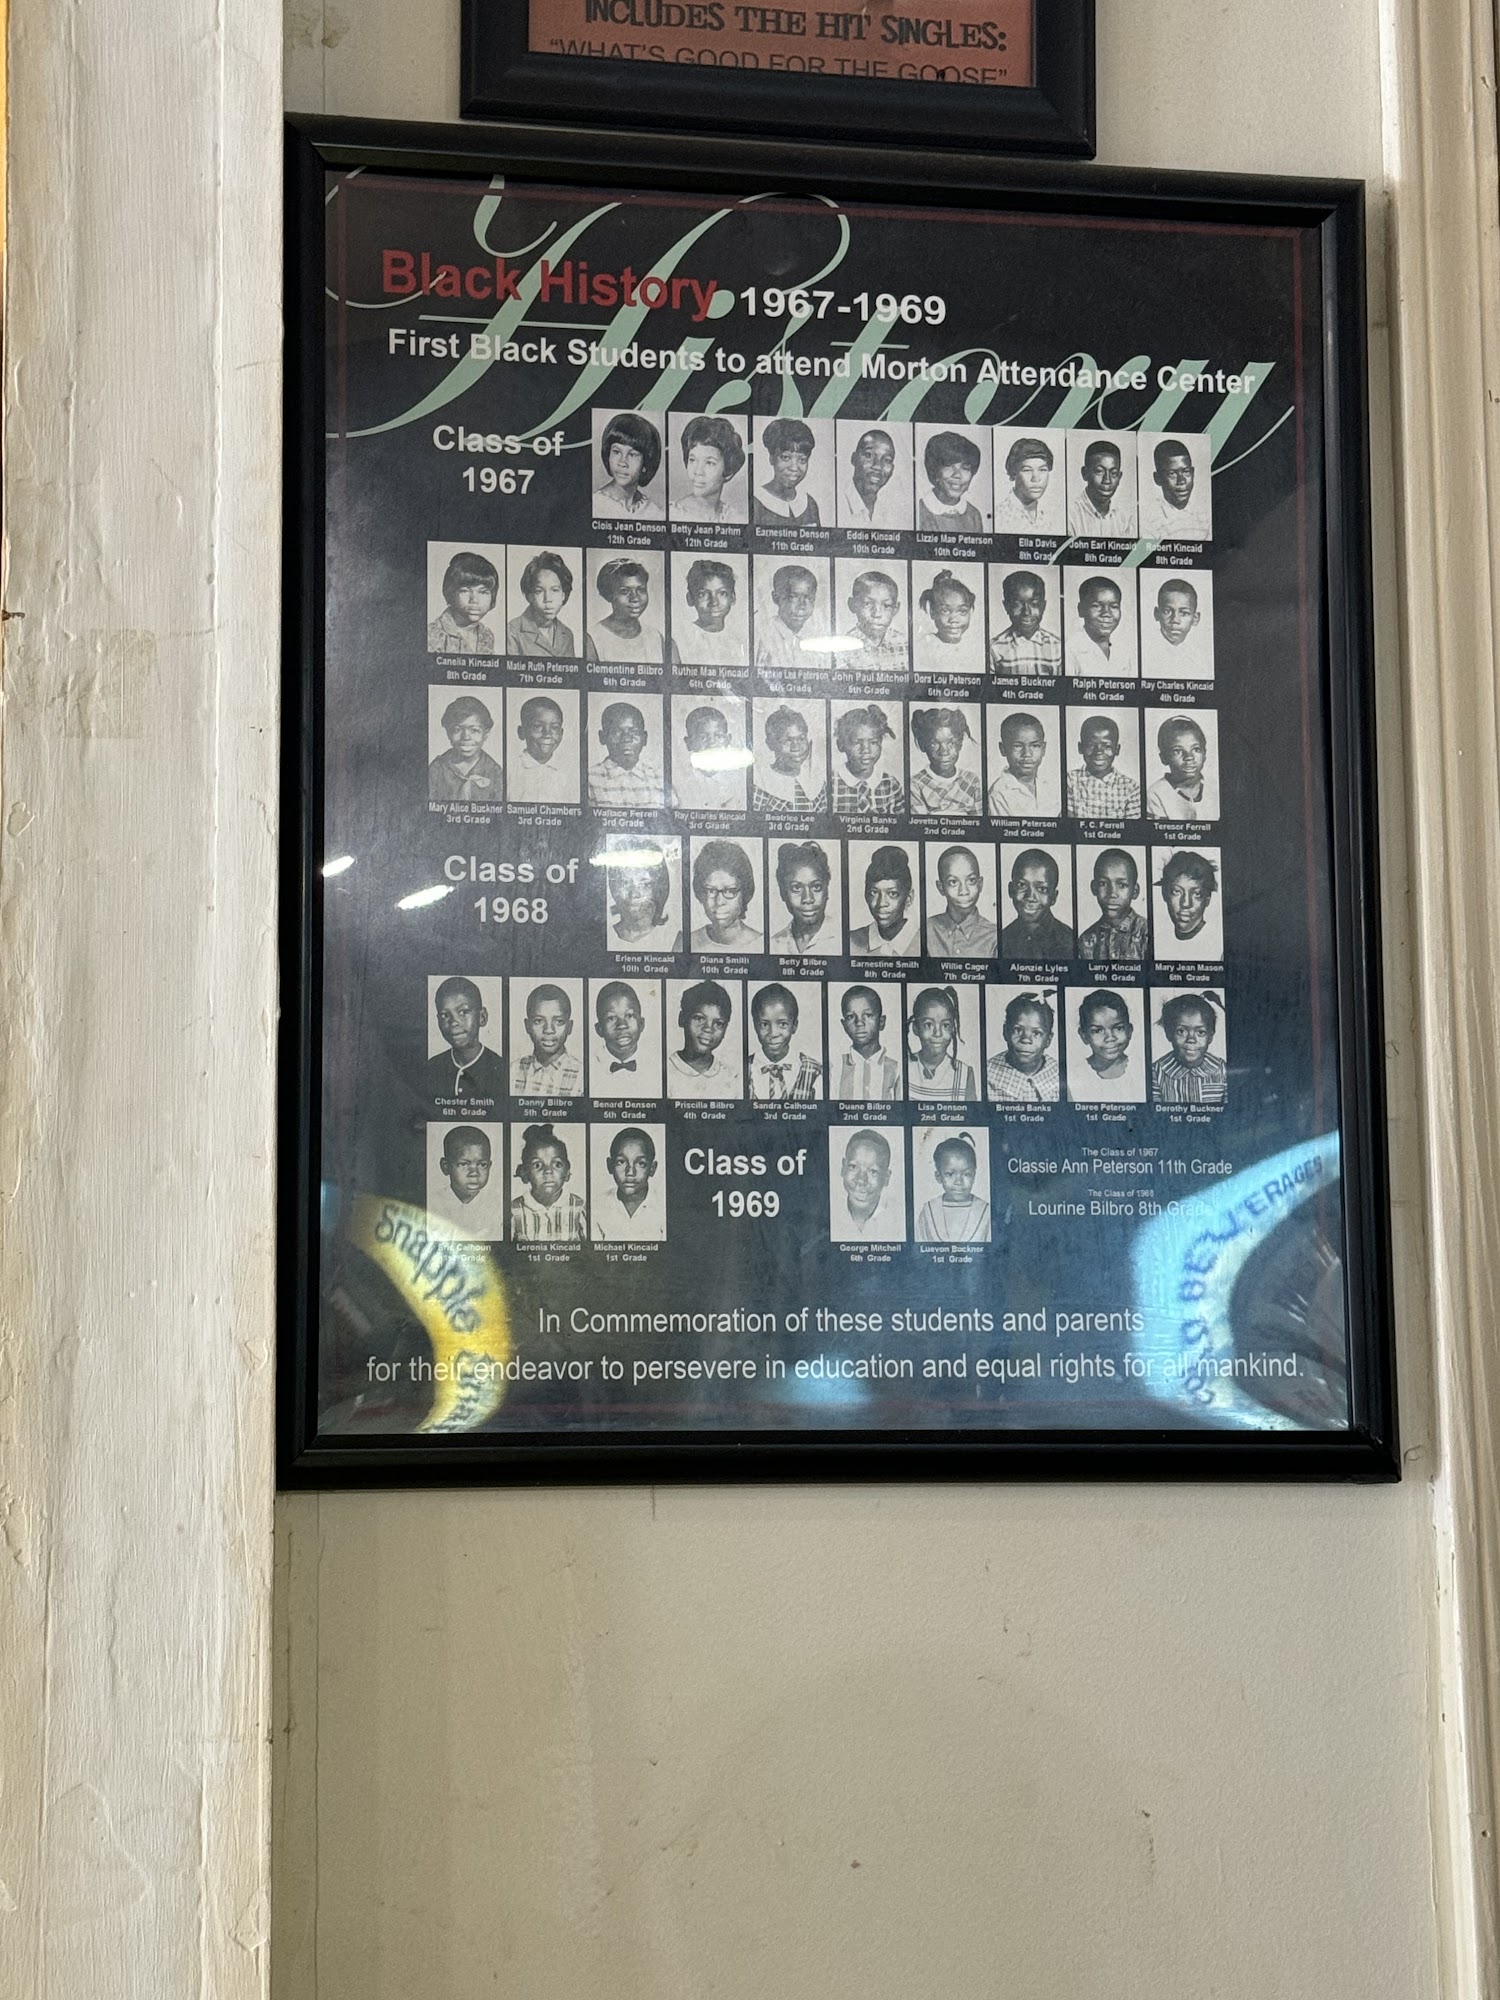 INCLUDES THE HIT SINGLES:
"WHAT'S GOOD FOR THE GOOSE"
History
Black History 1967-1969
First Black Students to attend Morton Attendance Center
Class of
1967
Clois Jean Denson Betty Jean Parhm Earnestine Denson Eddie Kincaid Lizzie Mae Peterson Ella Davis John Earl Kincaid Robert Kincaid
12th Grade 12th Grade 11th Grade 10th Grade 10th Grade 8th Grade 8th Grade 8th Grade
Canelia Kincaid Matie Ruth Peterson Clementine Bilbro Ruthie Mae Kincaid Peterson John Paul Mitchell Dora Lou Peterson James Buckner Ralph Peterson Ray Charles Kincaid
8th Grade 7th Grade 6th Grade 6th Grade Grade Grade Grade 4th Grade 4th Grade 4th Grade
Mary Alice Buckner Samuel Chambers Wallace Ferrell Ray Charles Kincaid Beatrice Lee Virginia Banks Jovetta Chambers William Peterson F. C. Ferrell Teresor Ferrell
3rd Grade 3rd Grade 3rd Grade 3rd Grade 3rd Grade 2nd Grade 2nd Grade 2nd Grade 1st Grade 1st Grade
Class of
1968
Erlene Kincaid Diana Smith Betty Bilbro Earnestine Smith Willie Cager Alonzie Lyles Larry Kincaid Mary Jean Mason
10th Grade 10th Grade 8th Grade 8th Grade 7th Grade 7th Grade 6th Grade 6th Grade
Chester Smith Danny Bilbro Benard Denson Priscilla Bilbro Sandra Calhoun Duane Bilbro Lisa Denson Brenda Banks Daree Peterson Dorothy Buckner
6th Grade 5th Grade 5th Grade 4th Grade 3rd Grade 2nd Grade 2nd Grade 1st Grade 1st Grade 1st Grade
Calhoun Leronia Kincaid Michael Kincaid
Grade 1st Grade 1st Grade
Class of
1969
George Mitchell Luevon Buckner
6th Grade 1st Grade
The Class of 1967
Classie Ann Peterson 11th Grade
The Class of 1968
Lourine Bilbro 8th Grade
Snapple
BEVERAGES
In Commemoration of these students and parents
for their endeavor to persevere in education and equal rights for all mankind.